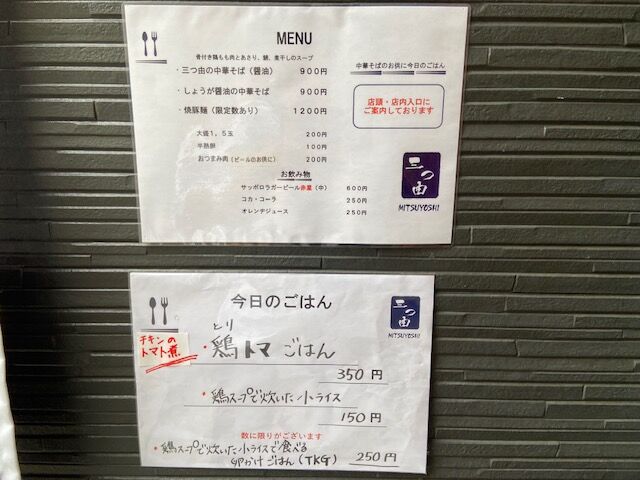 MENU
骨付き鶏もも肉とあさり、鯖、煮干しのスープ
・三つ由の中華そば（醤油） 900円
・しょうが醤油の中華そば 900円
・焼豚麺（限定数あり） 1200円
大盛1，5玉 200円
半熟卵 100円
おつまみ肉（ビールのお供に） 200円
お飲み物
サッポロラガービール赤星（中） 600円
コカ・コーラ 250円
オレンヂジュース 250円
中華そばのお供に今日のごはん
店頭・店内入口に
ご案内しております
三つ由
MITSUYOSHI
今日のごはん
三つ由
MITSUYOSHI
チキンの
トマト煮
とり
・鶏トマ ごはん
350円
・鶏スープで炊いた小ライス
150円
数に限りがございます
・鶏スープで炊いた小ライスで食べる
卵かけごはん（TKG） 250円